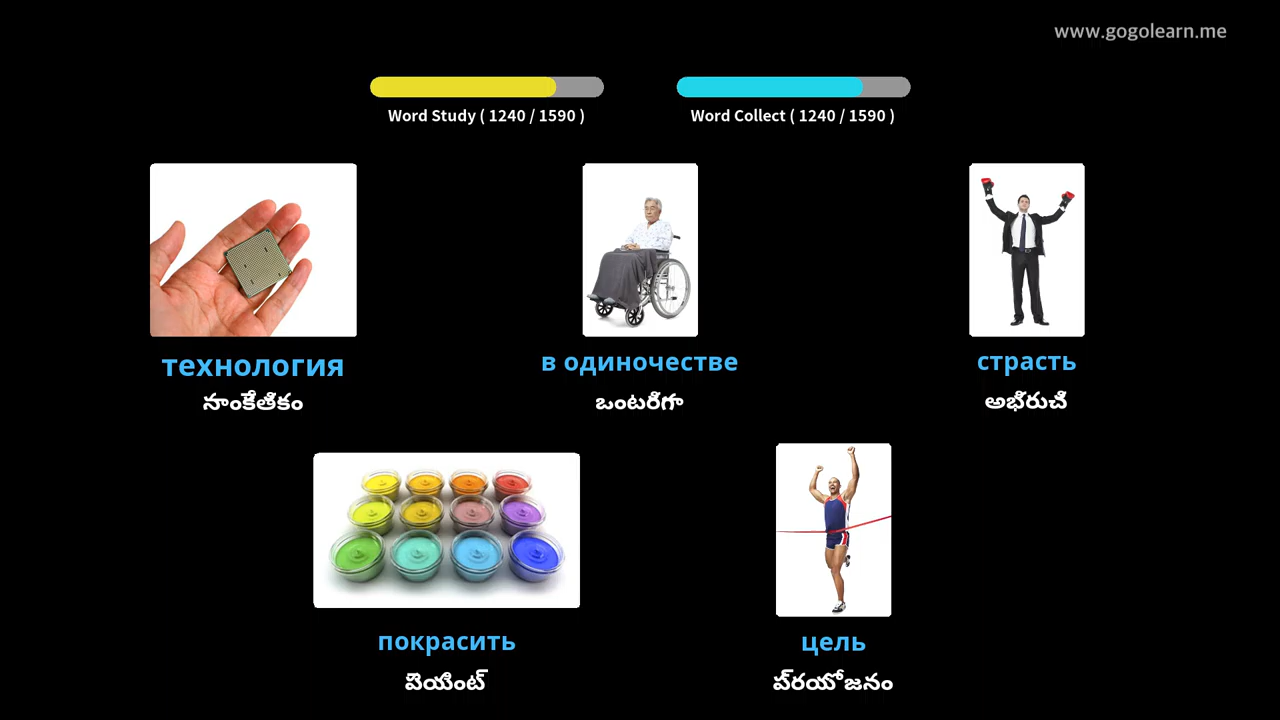 www.gogolearn.me
Word Study ( 1240 / 1590 )
Word Collect ( 1240 / 1590 )
технология
సాంకేతికం
в одиночестве
ఒంటరిగా
страсть
అభిరుచి
покрасить
పెయింట్
цель
ప్రయోజనం